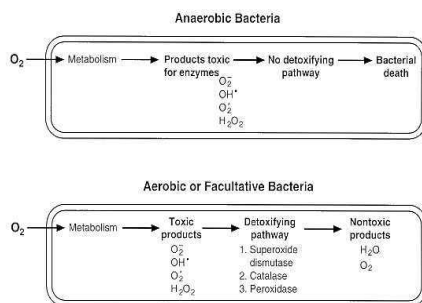 Anaerobic Bacteria
O₂ Metabolism Products toxic for enzymes No detoxifying pathway Bacterial death
O₂⁻
OH•
O₂•
H₂O₂
Aerobic or Facultative Bacteria
O₂ Metabolism Toxic products Detoxifying pathway Nontoxic products
O₂⁻ 1. Superoxide dismutase H₂O
OH• 2. Catalase O₂
O₂• 3. Peroxidase
H₂O₂